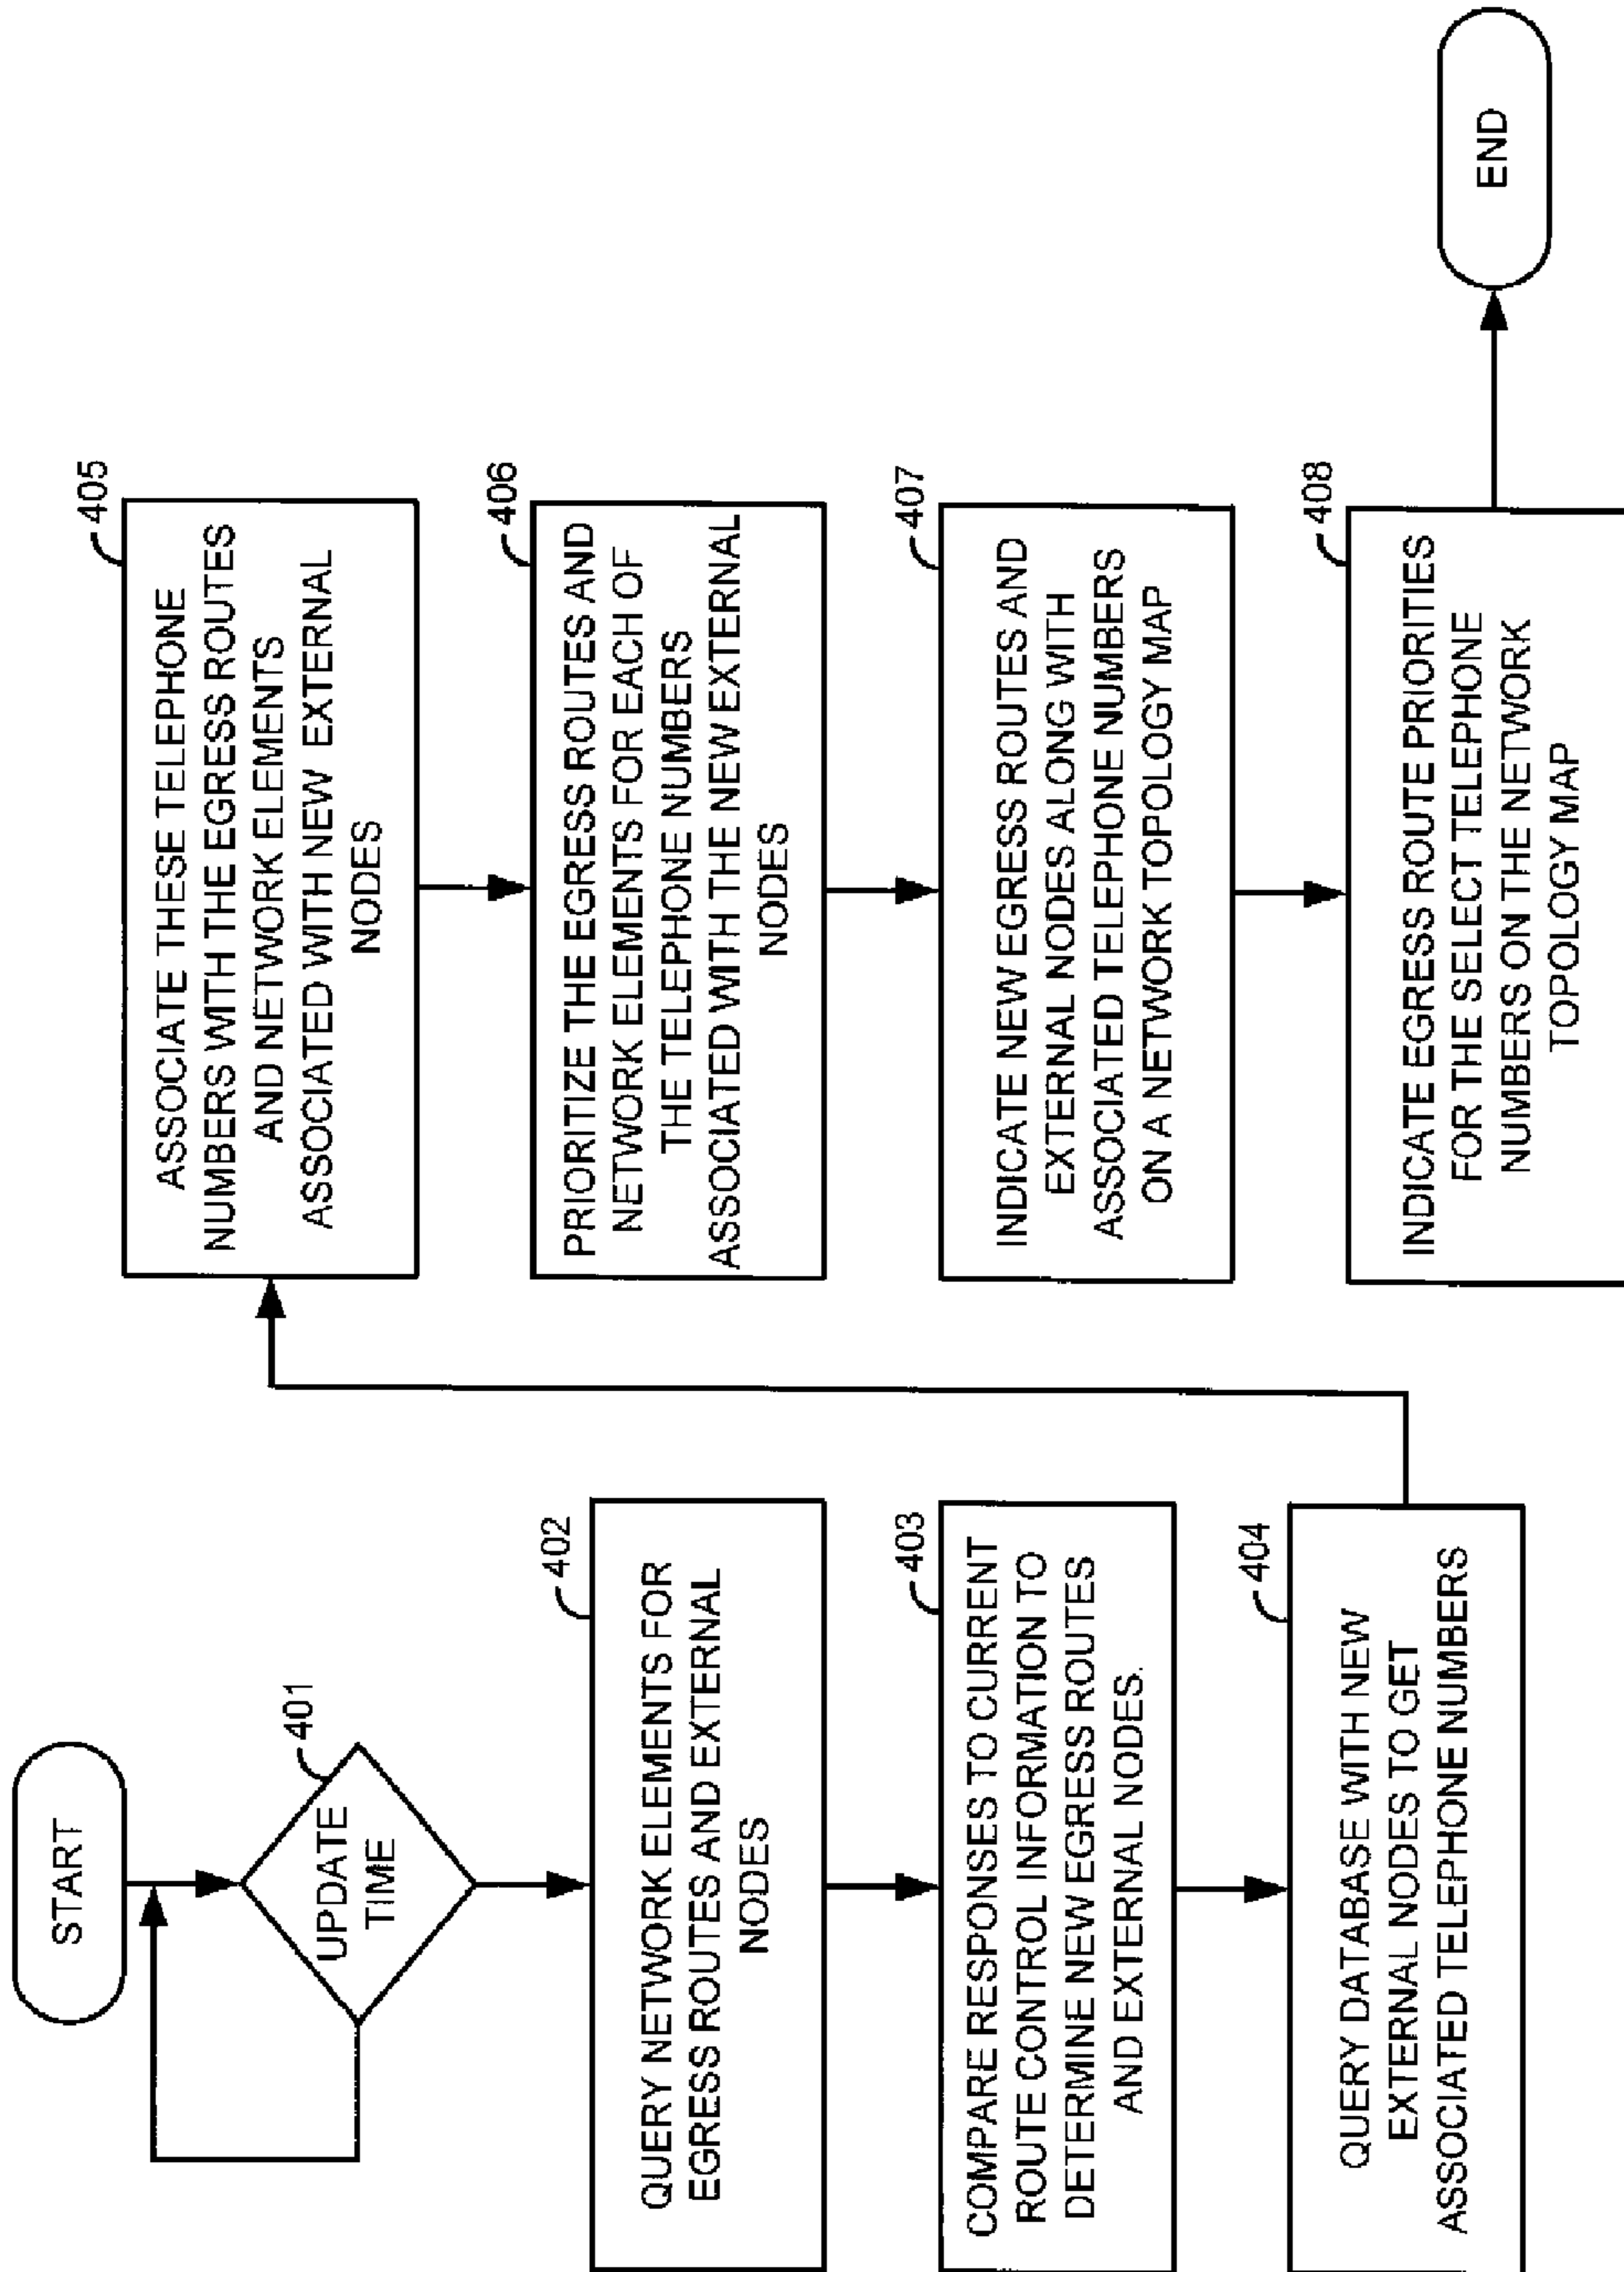 START
401
UPDATE
TIME
402
QUERY NETWORK ELEMENTS FOR
EGRESS ROUTES AND EXTERNAL
NODES
403
COMPARE RESPONSES TO CURRENT
ROUTE CONTROL INFORMATION TO
DETERMINE NEW EGRESS ROUTES
AND EXTERNAL NODES.
404
QUERY DATABASE WITH NEW
EXTERNAL NODES TO GET
ASSOCIATED TELEPHONE NUMBERS
405
ASSOCIATE THESE TELEPHONE
NUMBERS WITH THE EGRESS ROUTES
AND NETWORK ELEMENTS
ASSOCIATED WITH NEW EXTERNAL
NODES
406
PRIORITIZE THE EGRESS ROUTES AND
NETWORK ELEMENTS FOR EACH OF
THE TELEPHONE NUMBERS
ASSOCIATED WITH THE NEW EXTERNAL
NODES
407
INDICATE NEW EGRESS ROUTES AND
EXTERNAL NODES ALONG WITH
ASSOCIATED TELEPHONE NUMBERS
ON A NETWORK TOPOLOGY MAP
408
INDICATE EGRESS ROUTE PRIORITIES
FOR THE SELECT TELEPHONE
NUMBERS ON THE NETWORK
TOPOLOGY MAP
END